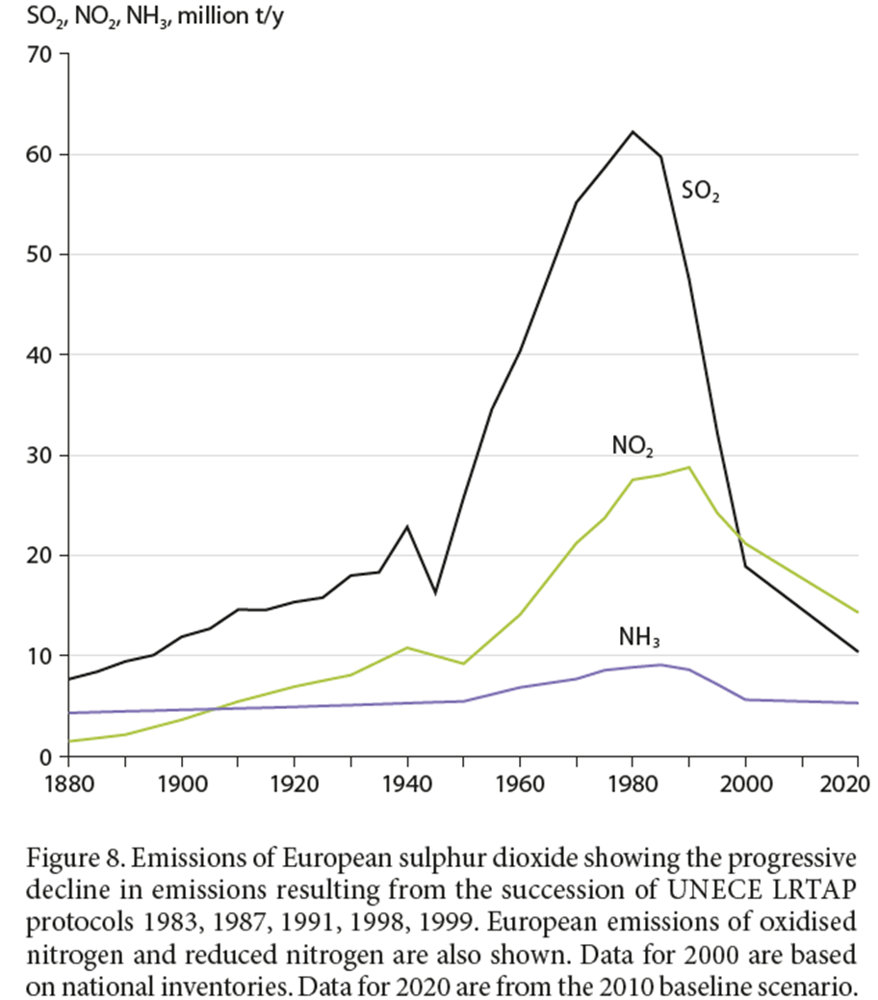 SO₂, NO₂, NH₃, million t/y
70
60
50
40
30
20
10
0
SO₂
NO₂
NH₃
1880 1900 1920 1940 1960 1980 2000 2020
Figure 8. Emissions of European sulphur dioxide showing the progressive
decline in emissions resulting from the succession of UNECE LRTAP
protocols 1983, 1987, 1991, 1998, 1999. European emissions of oxidised
nitrogen and reduced nitrogen are also shown. Data for 2000 are based
on national inventories. Data for 2020 are from the 2010 baseline scenario.